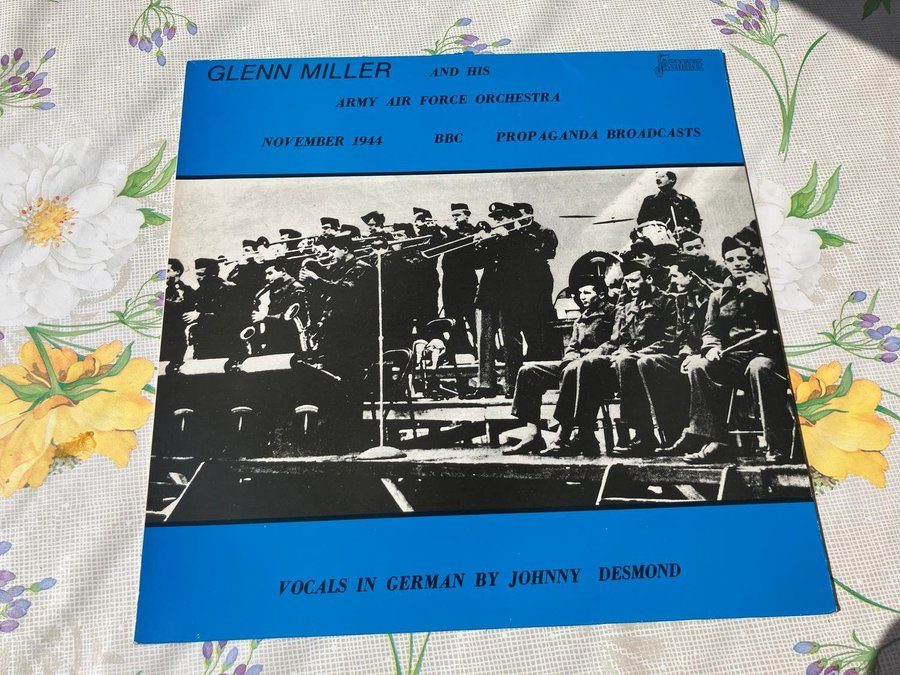 GLENN MILLER AND HIS JASMINE
ARMY AIR FORCE ORCHESTRA
NOVEMBER 1944 BBC PROPAGANDA BROADCASTS
VOCALS IN GERMAN BY JOHNNY DESMOND